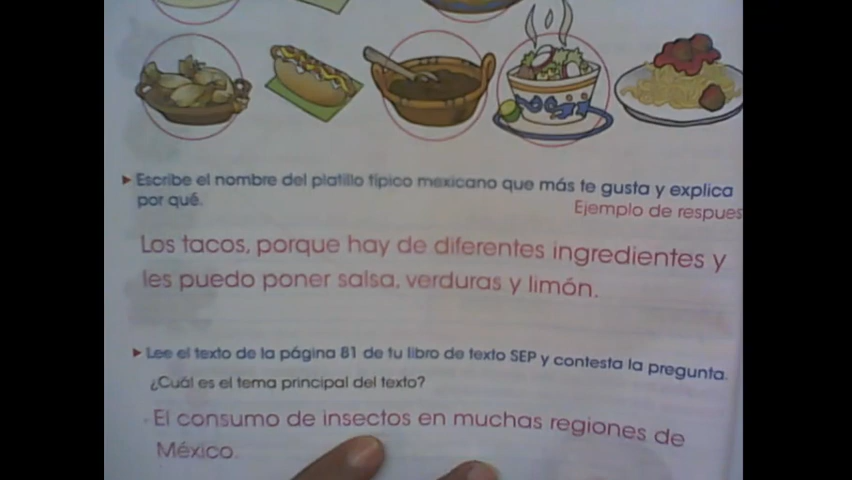 Escribe el nombre del platillo típico mexicano que más te gusta y explica
por qué.
Ejemplo de respues
Los tacos, porque hay de diferentes ingredientes y
les puedo poner salsa, verduras y limón.
Lee el texto de la página 81 de tu libro de texto SEP y contesta la pregunta.
¿Cuál es el tema principal del texto?
El consumo de insectos en muchas regiones de
México.